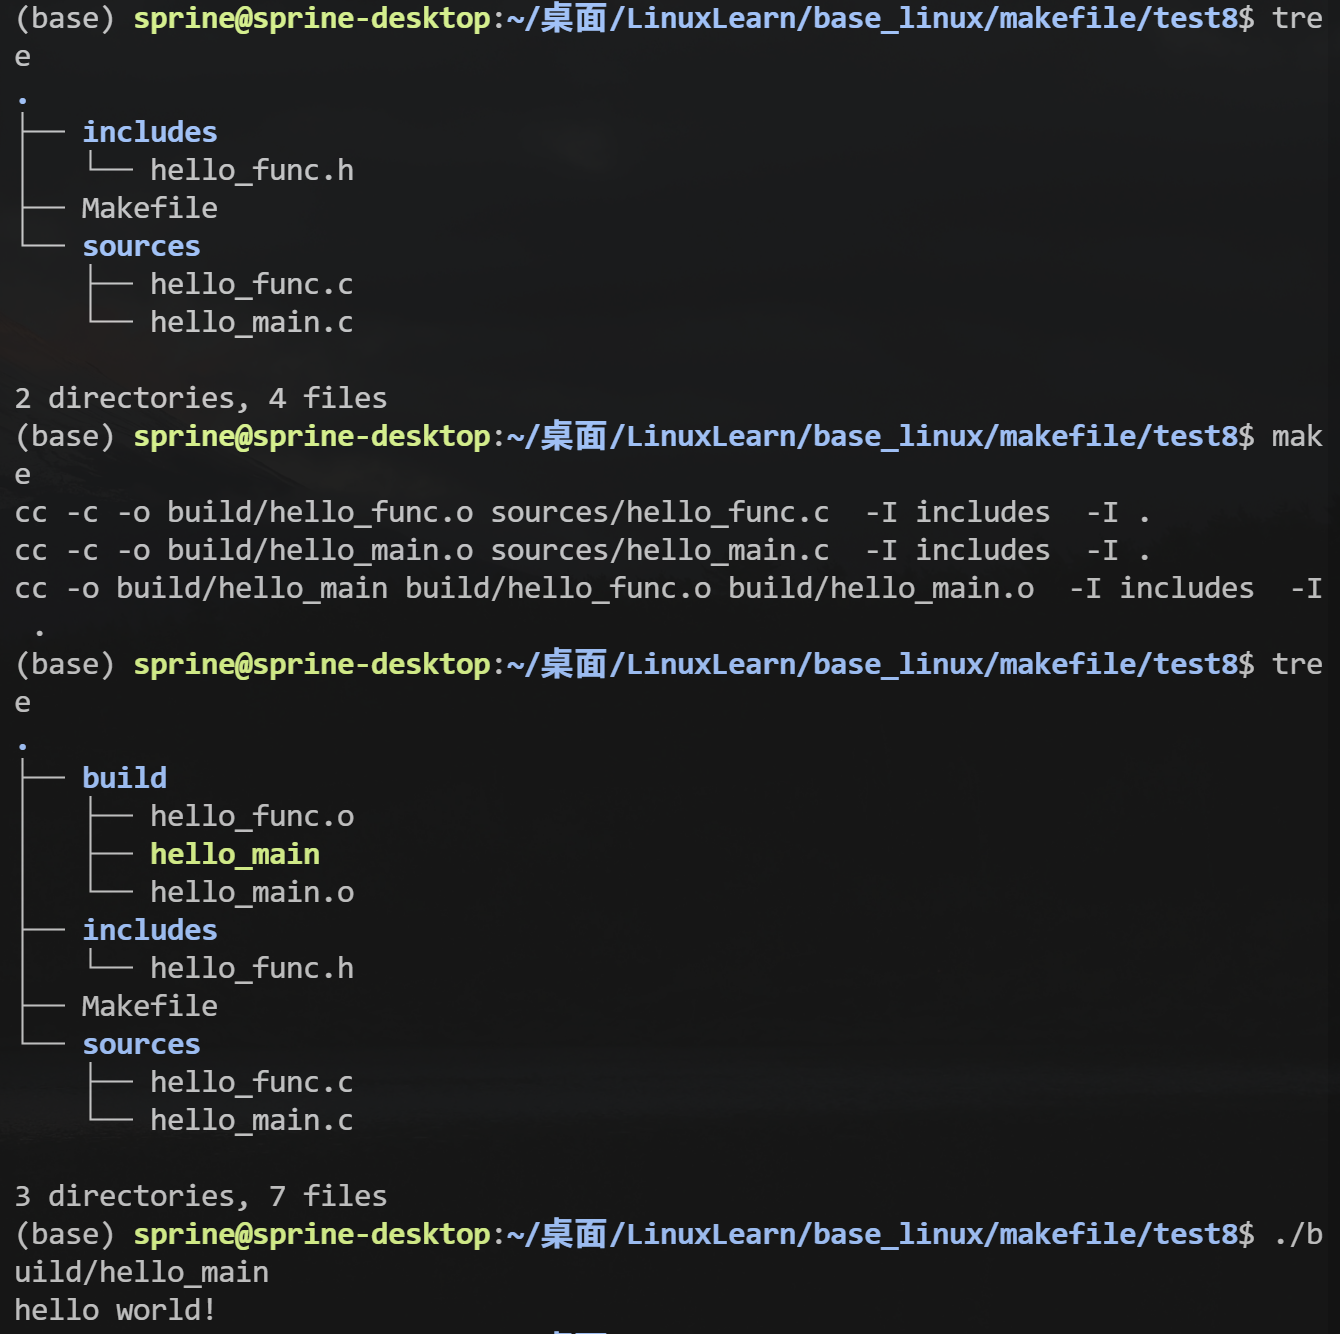 (base) sprine@sprine-desktop:~/桌面/LinuxLearn/base_linux/makefile/test8$ tre
e
.
├── includes
│   └── hello_func.h
├── Makefile
└── sources
    ├── hello_func.c
    └── hello_main.c

2 directories, 4 files
(base) sprine@sprine-desktop:~/桌面/LinuxLearn/base_linux/makefile/test8$ mak
e
cc -c -o build/hello_func.o sources/hello_func.c  -I includes  -I .
cc -c -o build/hello_main.o sources/hello_main.c  -I includes  -I .
cc -o build/hello_main build/hello_func.o build/hello_main.o  -I includes  -I
 .
(base) sprine@sprine-desktop:~/桌面/LinuxLearn/base_linux/makefile/test8$ tre
e
.
├── build
│   ├── hello_func.o
│   ├── hello_main
│   └── hello_main.o
├── includes
│   └── hello_func.h
├── Makefile
└── sources
    ├── hello_func.c
    └── hello_main.c

3 directories, 7 files
(base) sprine@sprine-desktop:~/桌面/LinuxLearn/base_linux/makefile/test8$ ./b
uild/hello_main
hello world!